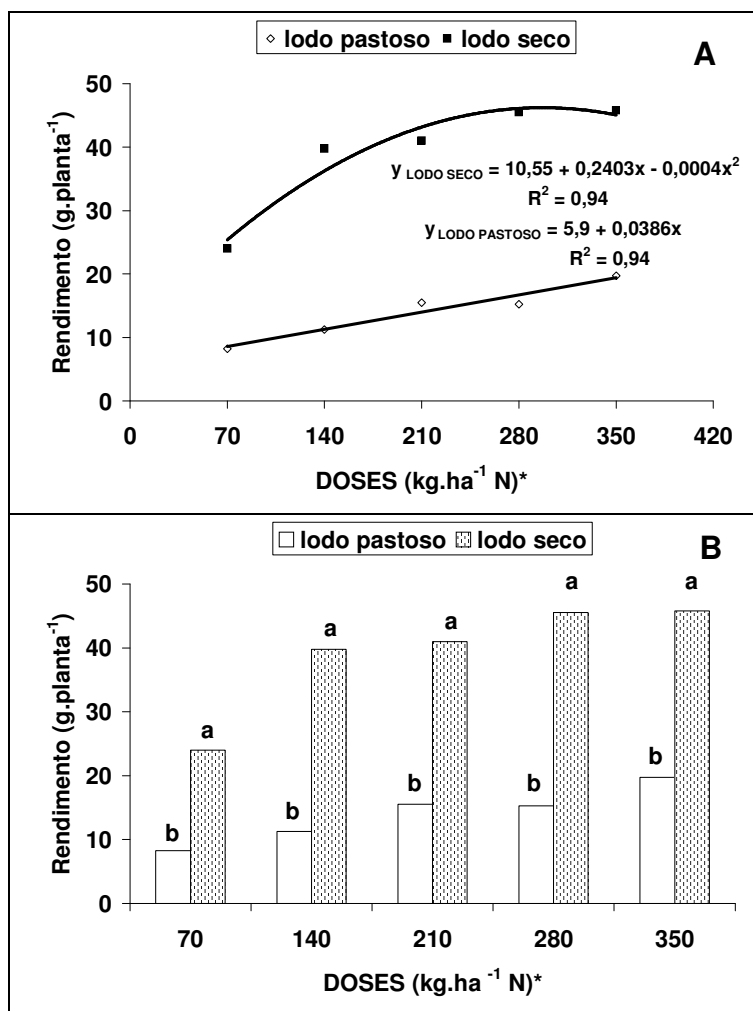 ◇ lodo pastoso ■ lodo seco
A
Rendimento (g.planta⁻¹)
50
40
30
20
10
0
y LODO SECO = 10,55 + 0,2403x - 0,0004x²
R² = 0,94
y LODO PASTOSO = 5,9 + 0,0386x
R² = 0,94
0 70 140 210 280 350 420
DOSES (kg.ha⁻¹ N)*
lodo pastoso lodo seco
B
Rendimento (g.planta⁻¹)
50
40
30
20
10
0
b a b a b a b a b a
70 140 210 280 350
DOSES (kg.ha ⁻¹ N)*